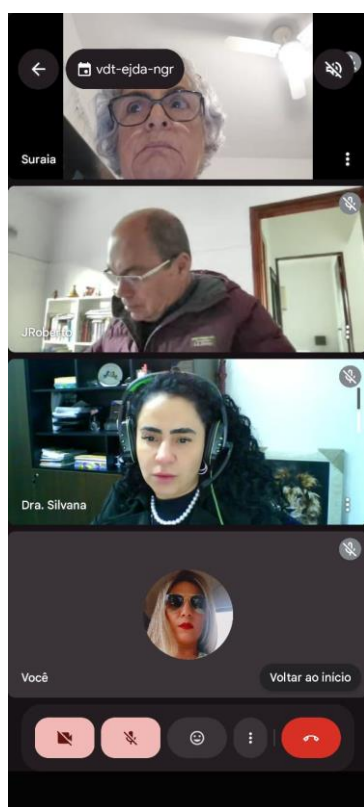 vdt-ejda-ngr
Suraia
JRoberto
Dra. Silvana
Você
Voltar ao início